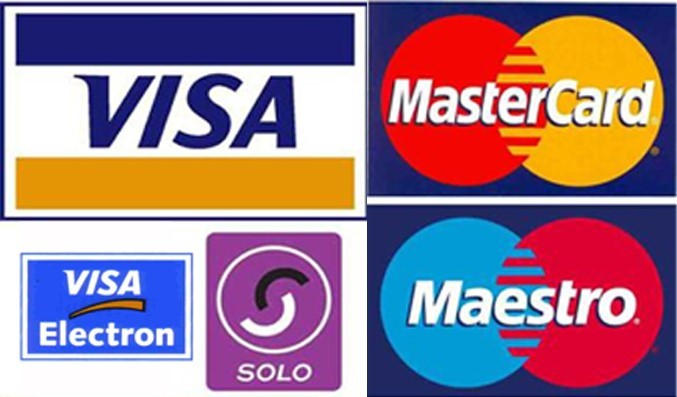 VISA
MasterCard
VISA
Electron
SOLO
Maestro